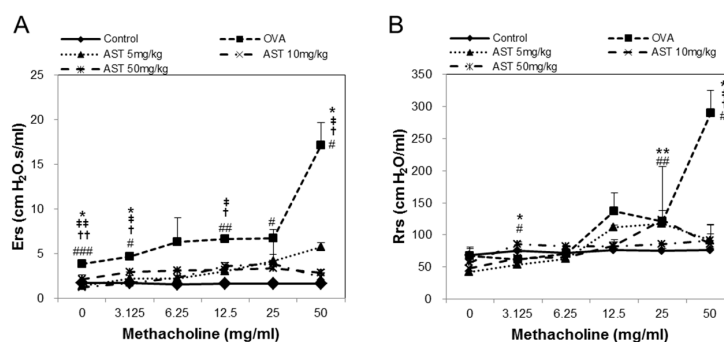 A
Control
OVA
AST 5mg/kg
AST 10mg/kg
AST 50mg/kg
Ers (cm H₂O.s/ml)
25
20
15
10
5
0
*
‡‡
††
###
*
‡
†
#
‡
†
##
#
*
‡
†
#
0 3.125 6.25 12.5 25 50
Methacholine (mg/ml)
B
Control
OVA
AST 5mg/kg
AST 10mg/kg
AST 50mg/kg
Rrs (cm H₂O/ml)
350
300
250
200
150
100
50
0
*
#
**
##
*
‡
†
#
0 3.125 6.25 12.5 25 50
Methacholine (mg/ml)